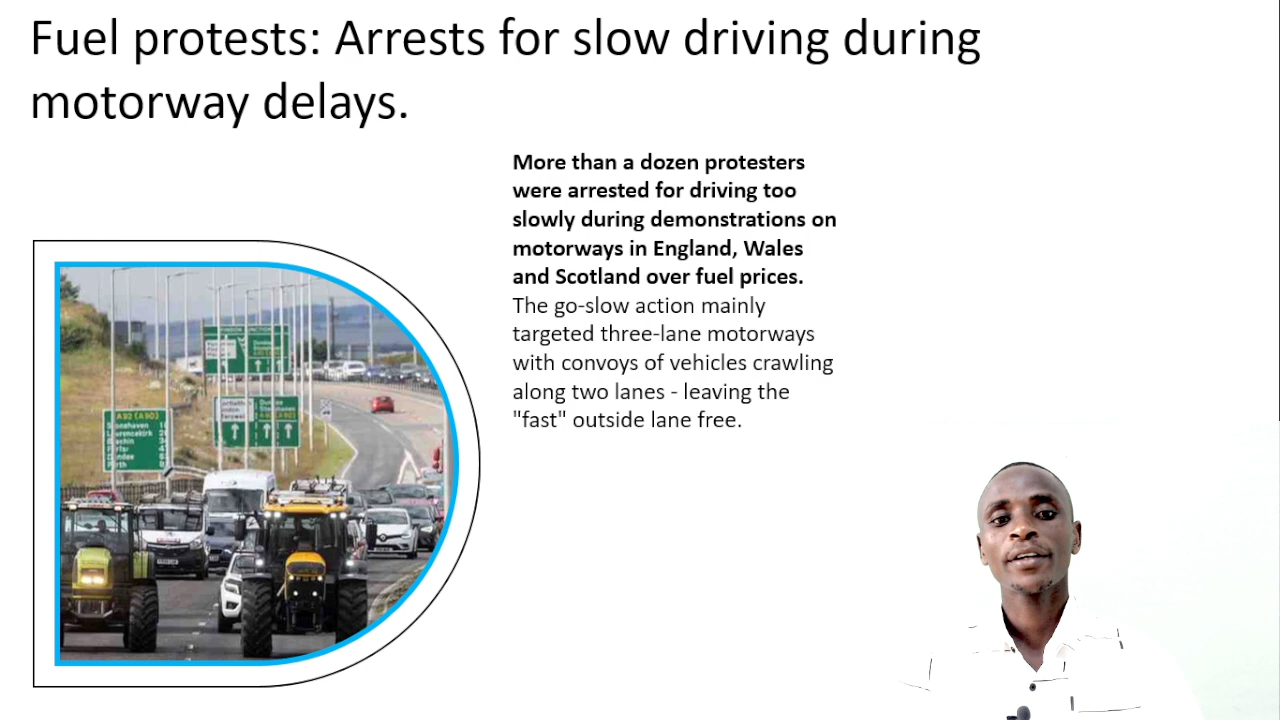 Fuel protests: Arrests for slow driving during
motorway delays.
More than a dozen protesters
were arrested for driving too
slowly during demonstrations on
motorways in England, Wales
and Scotland over fuel prices.
The go-slow action mainly
targeted three-lane motorways
with convoys of vehicles crawling
along two lanes - leaving the
"fast" outside lane free.
A92 (A90)
Stonehaven
Laurencekirk
Brechin
Forfar
Dundee
Perth